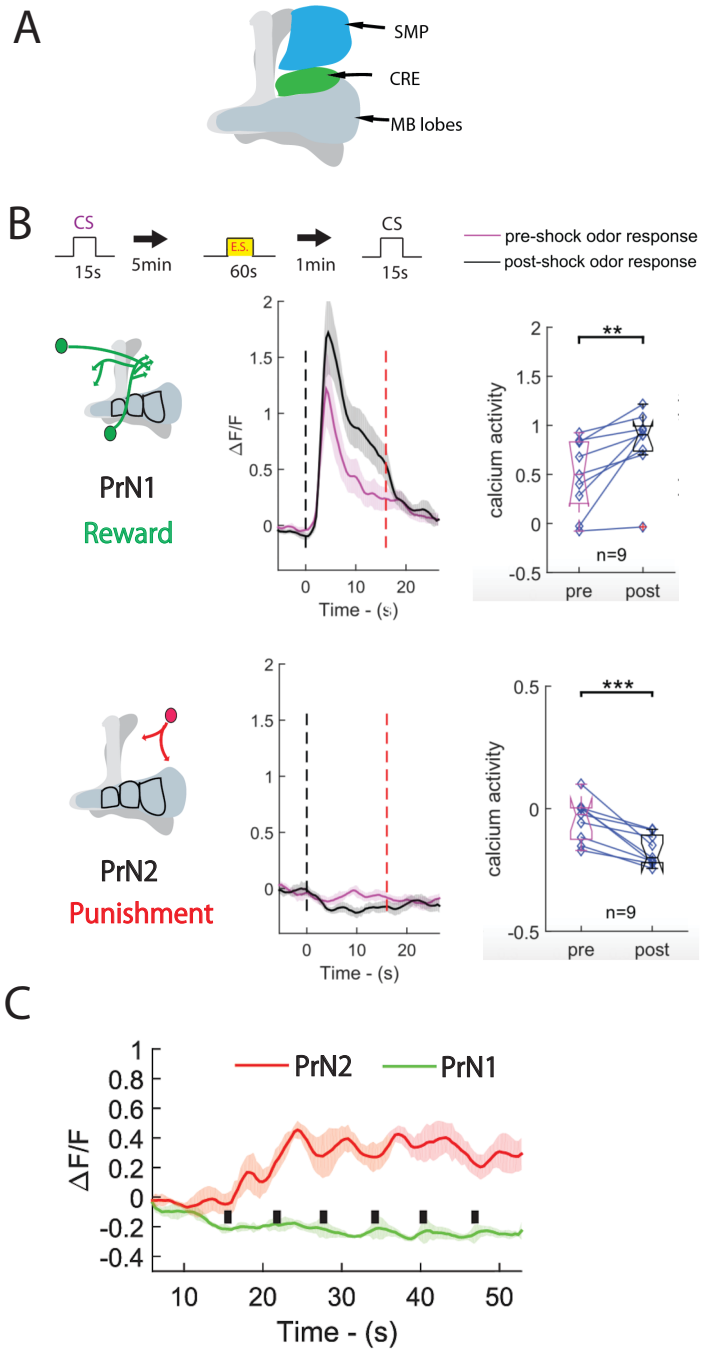 A
SMP
CRE
MB lobes
B
CS
15s
5min
E.S.
60s
1min
CS
15s
pre-shock odor response
post-shock odor response
PrN1
Reward
ΔF/F
2
1.5
1
0.5
0
0
10
20
Time - (s)
calcium activity
2
1.5
1
0.5
0
-0.5
**
n=9
pre
post
PrN2
Punishment
2
1.5
1
0.5
0
0
10
20
Time - (s)
calcium activity
0.5
0
-0.5
***
n=9
pre
post
C
PrN2
PrN1
ΔF/F
1
0.8
0.6
0.4
0.2
0
-0.2
-0.4
10
20
30
40
50
Time - (s)